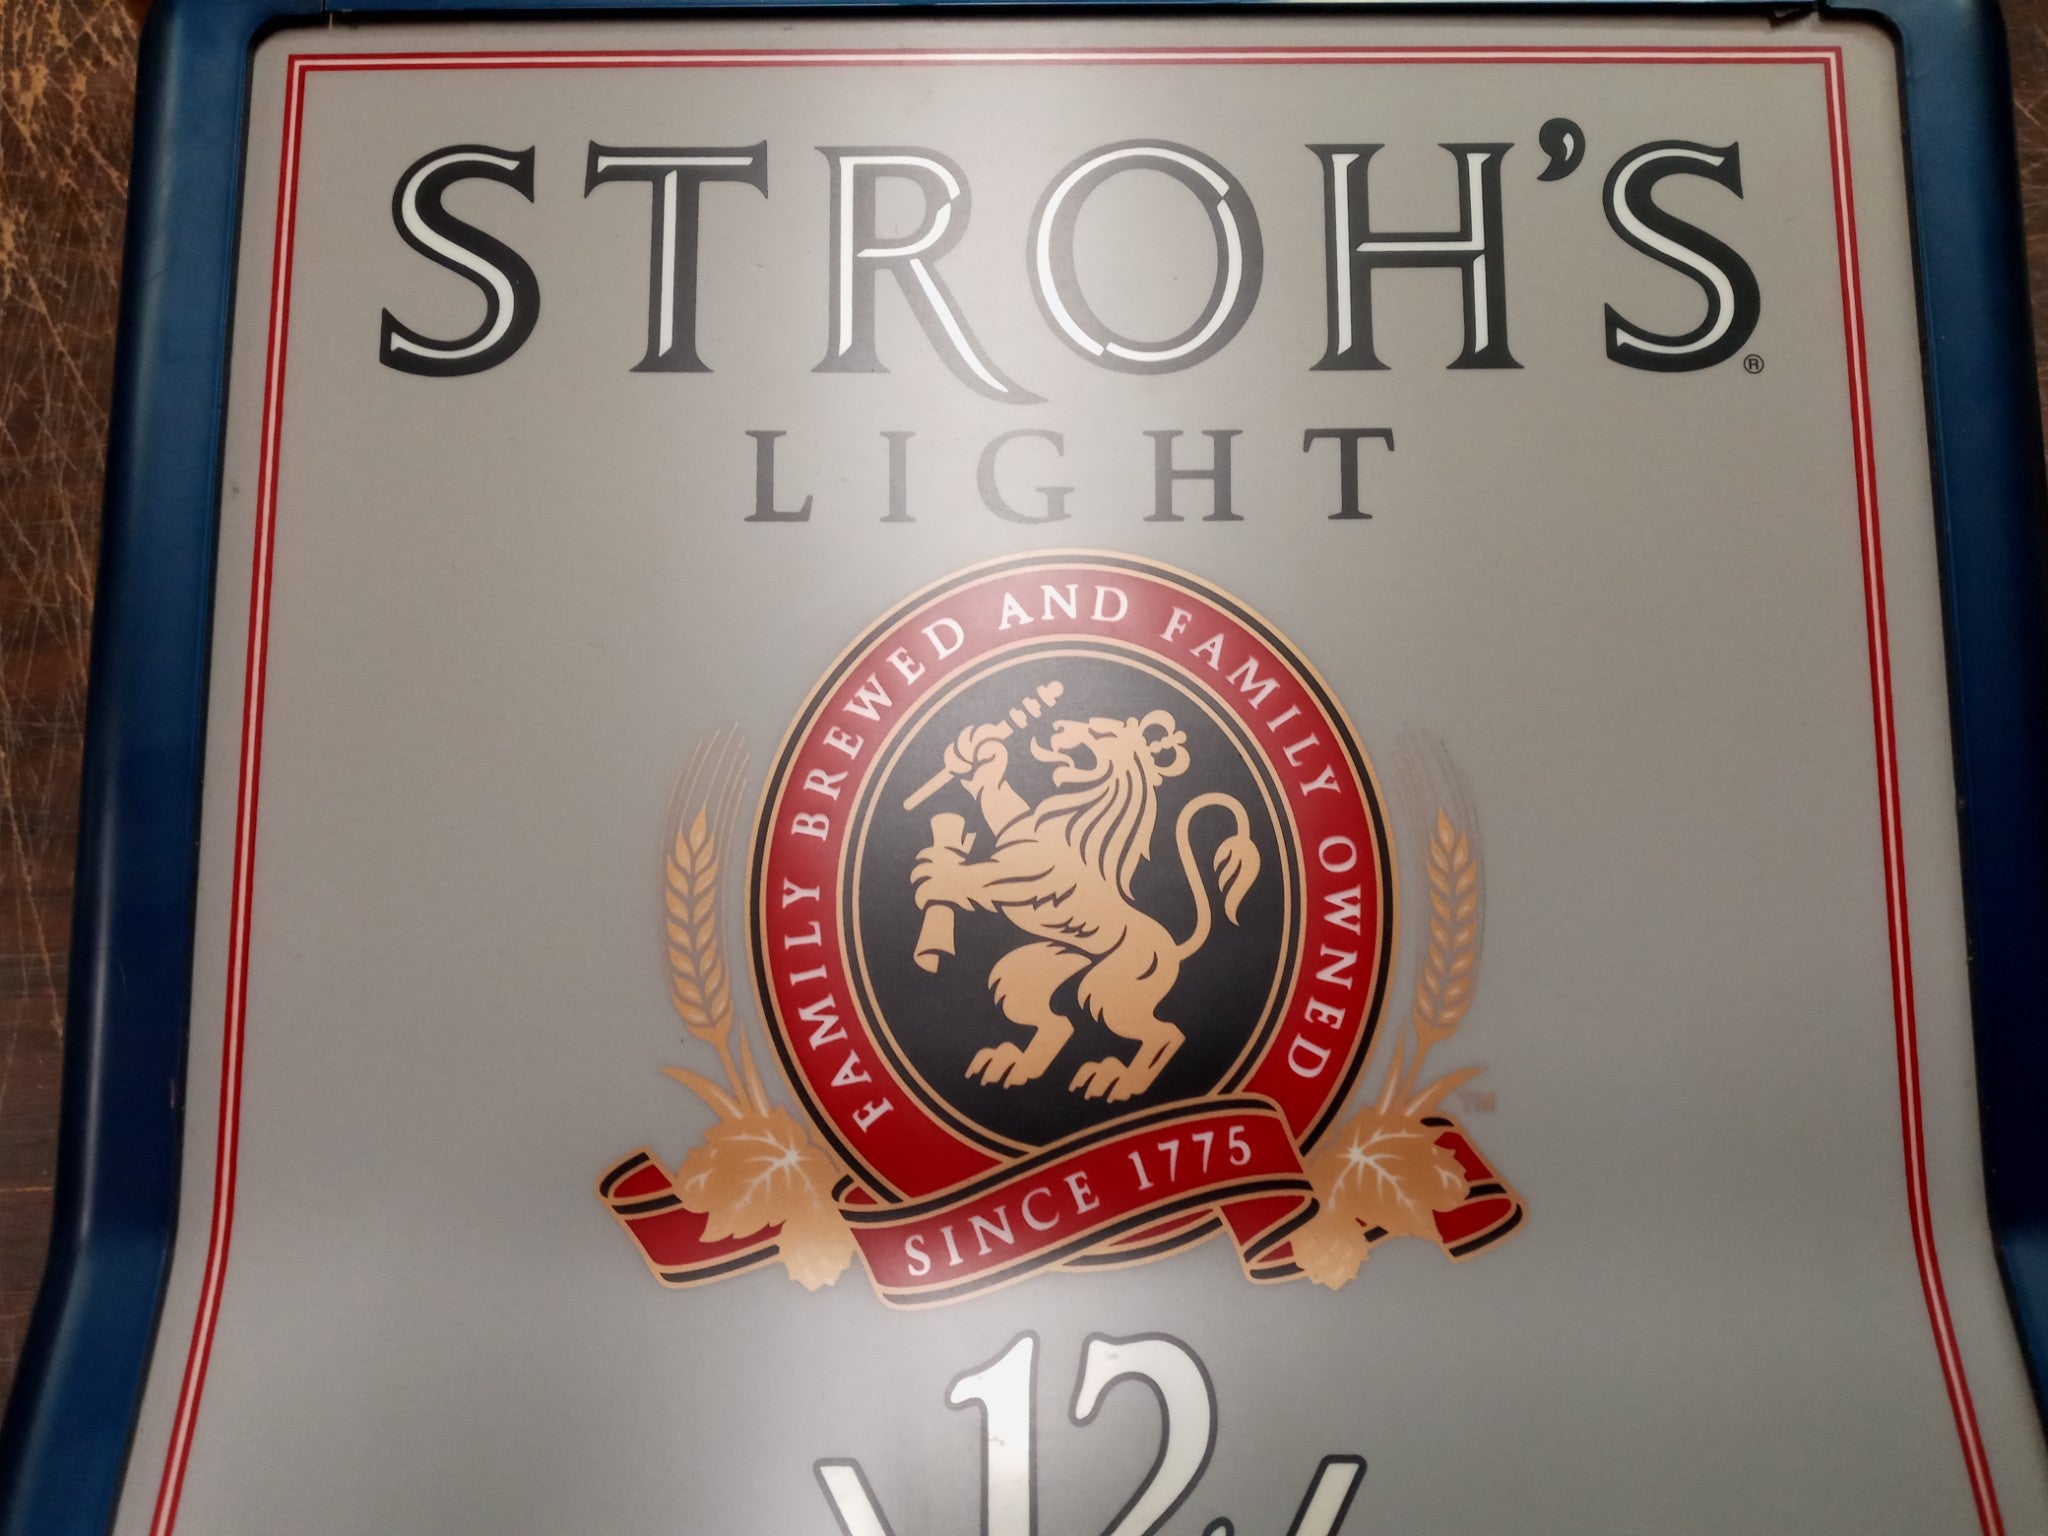 STROH'S®
LIGHT
FAMILY BREWED AND FAMILY OWNED
SINCE 1775
TM
12